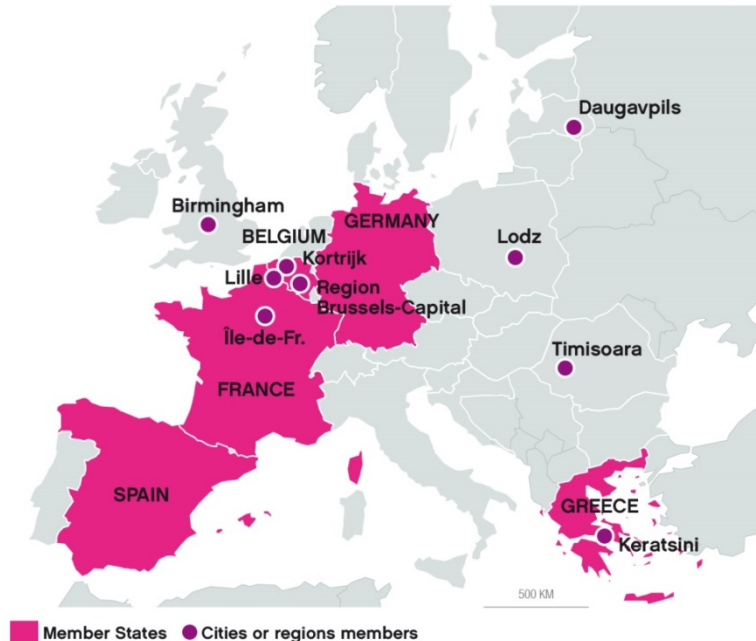 Daugavpils
Birmingham
GERMANY
BELGIUM
Lodz
Kortrijk
Lille
Region
Brussels-Capital
Île-de-Fr.
Timisoara
FRANCE
SPAIN
GREECE
Keratsini
500 KM
Member States
Cities or regions members